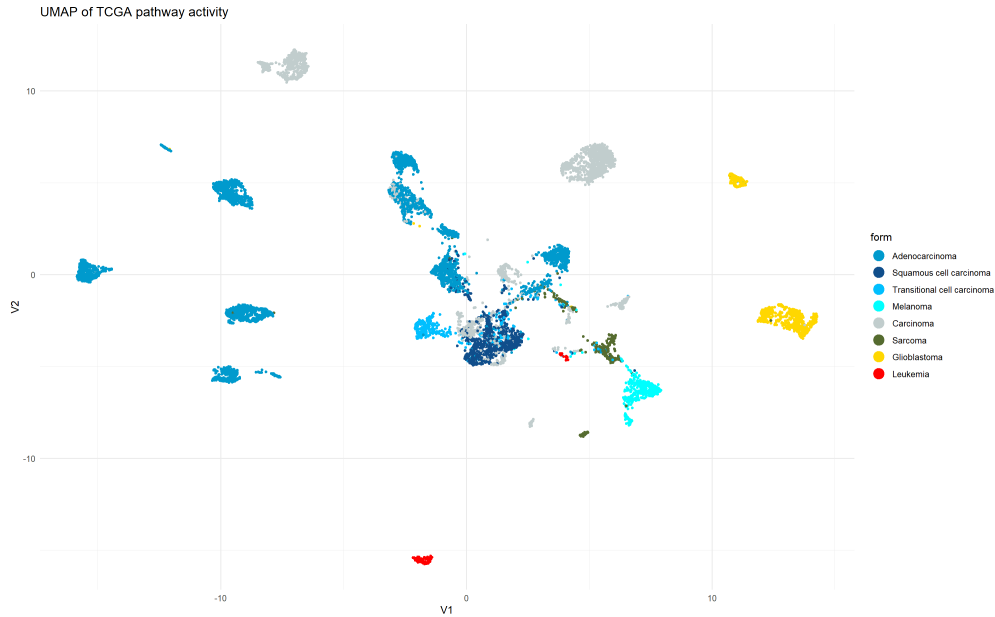 UMAP of TCGA pathway activity
10
0
-10
V2
-10
0
10
V1
form
Adenocarcinoma
Squamous cell carcinoma
Transitional cell carcinoma
Melanoma
Carcinoma
Sarcoma
Glioblastoma
Leukemia